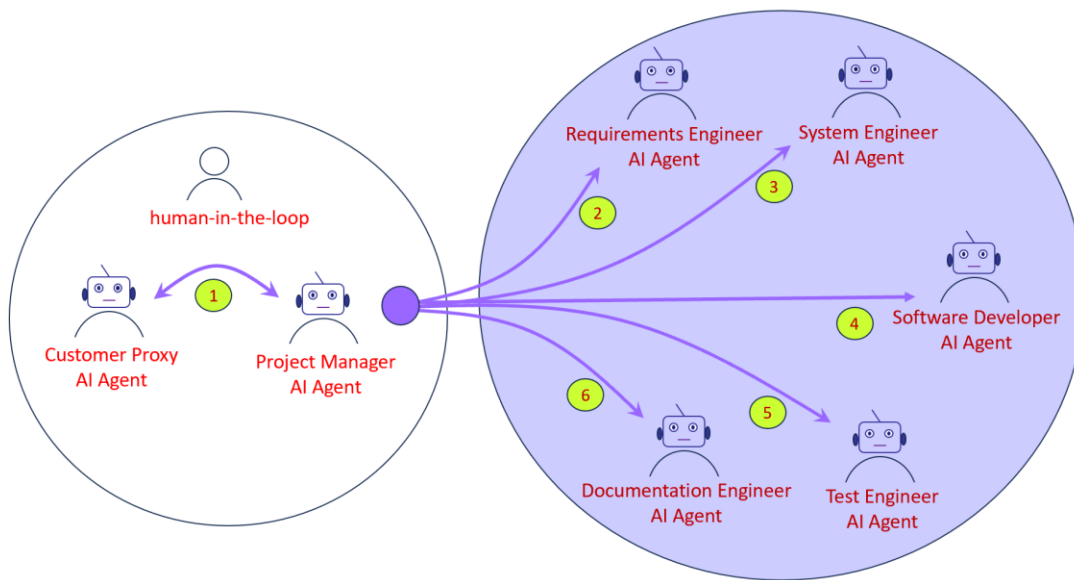 human-in-the-loop
1
Customer Proxy
AI Agent
Project Manager
AI Agent
Requirements Engineer
AI Agent
2
System Engineer
AI Agent
3
Software Developer
AI Agent
4
Test Engineer
AI Agent
5
Documentation Engineer
AI Agent
6